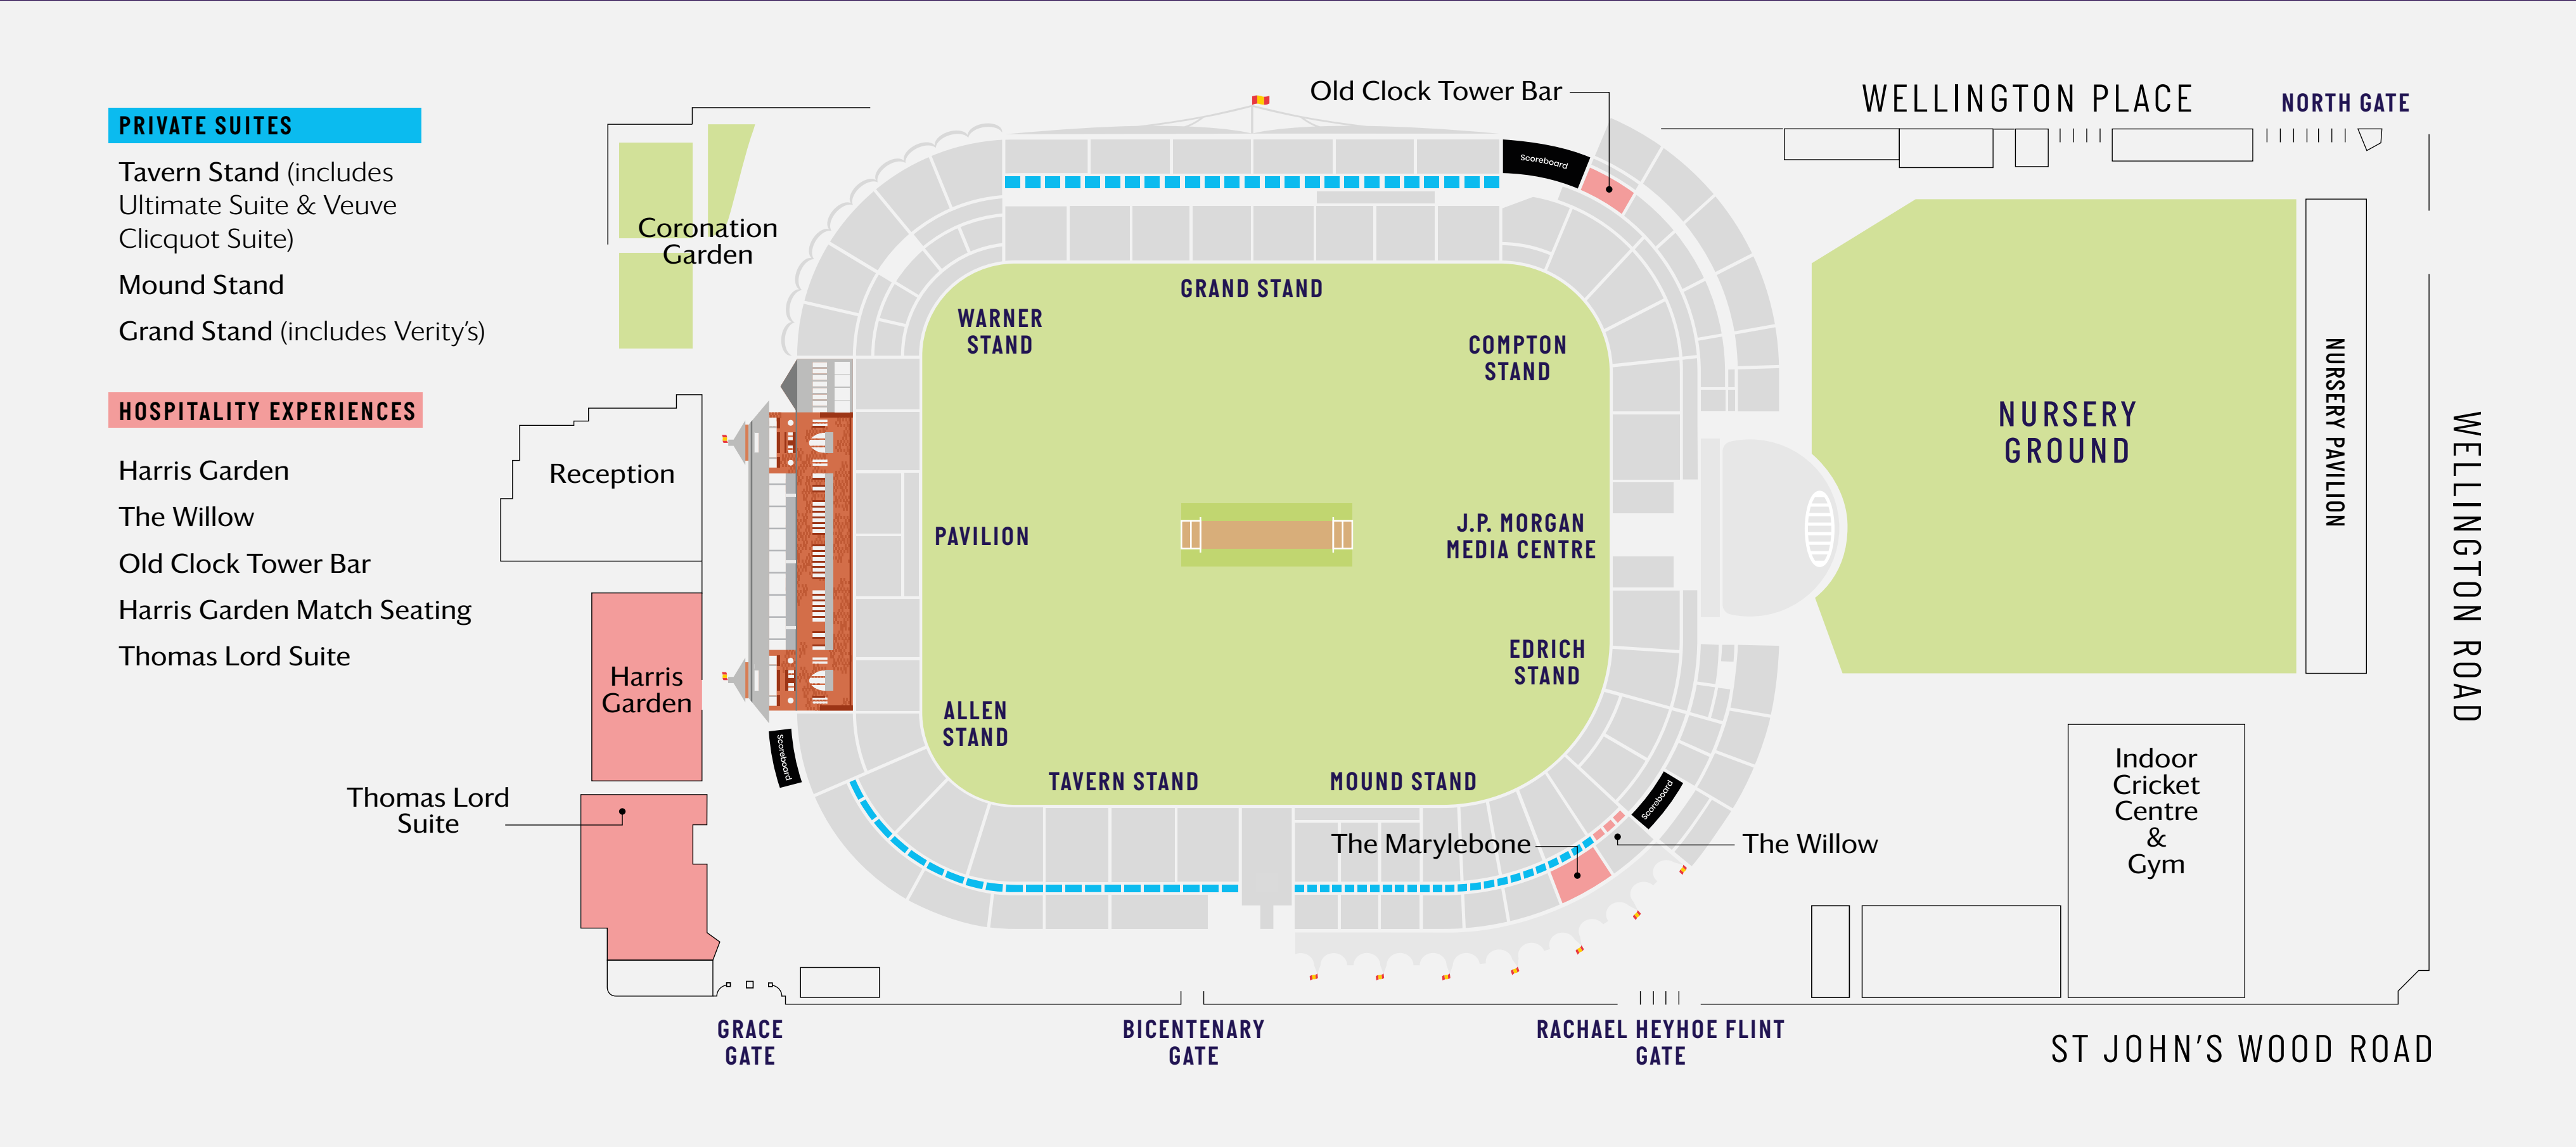 PRIVATE SUITES
Tavern Stand (includes
Ultimate Suite & Veuve
Clicquot Suite)
Mound Stand
Grand Stand (includes Verity's)
HOSPITALITY EXPERIENCES
Harris Garden
The Willow
Old Clock Tower Bar
Harris Garden Match Seating
Thomas Lord Suite
Coronation
Garden
Reception
Harris
Garden
Thomas Lord
Suite
Old Clock Tower Bar
Scoreboard
GRAND STAND
WARNER
STAND
COMPTON
STAND
PAVILION
J.P. MORGAN
MEDIA CENTRE
EDRICH
STAND
ALLEN
STAND
TAVERN STAND
MOUND STAND
Scoreboard
Scoreboard
The Marylebone
The Willow
WELLINGTON PLACE
NORTH GATE
NURSERY
GROUND
NURSERY PAVILION
WELLINGTON ROAD
Indoor
Cricket
Centre
&
Gym
GRACE
GATE
BICENTENARY
GATE
RACHAEL HEYHOE FLINT
GATE
ST JOHN'S WOOD ROAD